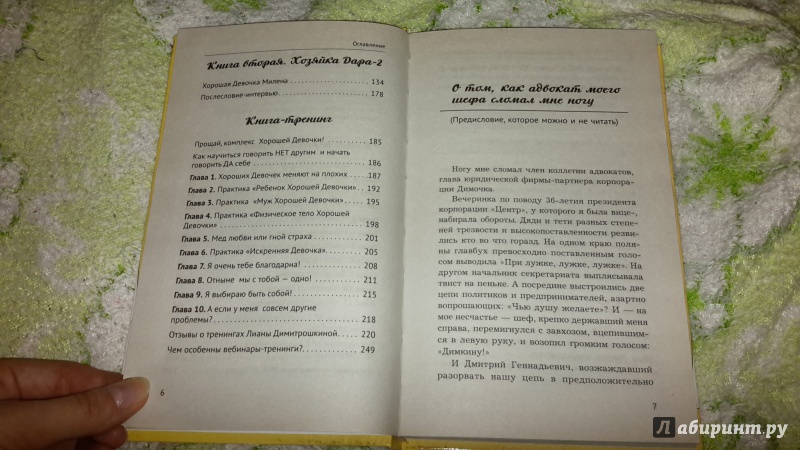 Оглавление
Книга вторая. Хозяйка Дара-2
Хорошая Девочка Милена 134
Послесловие-интервью 178
Книга-тренинг
Прощай, комплекс Хорошей Девочки! 185
Как научиться говорить НЕТ другим и начать
говорить ДА себе 186
Глава 1. Хороших Девочек меняют на плохих 187
Глава 2. Практика «Ребенок Хорошей Девочки» 192
Глава 3. Практика «Муж Хорошей Девочки» 195
Глава 4. Практика «Физическое тело Хорошей
Девочки» 198
Глава 5. Мед любви или гной страха 201
Глава 6. Практика «Искренняя Девочка». 205
Глава 7. Я очень тебе благодарна! 208
Глава 8. Отныне мы с тобой — одно! 211
Глава 9. Я выбираю быть собой! 215
Глава 10. А если у меня совсем другие
проблемы? 218
Отзывы о тренингах Лианы Димитрошкиной 220
Чем особенны вебинары-тренинги? 249
6
О том, как адвокат моего
шефа сломал мне ногу
(Предисловие, которое можно и не читать)
Ногу мне сломал член коллегии адвокатов,
глава юридической фирмы-партнера корпора-
ции Димочка.
Вечеринка по поводу 36-летия президента
корпорации «Центр», у которого я была вице-,
набирала обороты. Дяди и тети разных степе-
ней трезвости и высокопоставленности резви-
лись кто во что горазд. На одном краю поля-
ны главбух превосходно поставленным голо-
сом выводила «При лужке, лужке, лужке». На
другом начальник секретариата выплясывала
твист на пеньке. А посредине выстроились две
цепи политиков и предпринимателей, азартно
вопрошающих: «Чью душу желаете?» И — на
мое несчастье — шеф, крепко державший меня
справа, перемигнулся с завхозом, вцепившим-
ся в левую руку, и возопил громким голосом:
«Димкину!»
И Дмитрий Геннадьевич, возжаждавший
разорвать нашу цепь в предположительно
7
Лабиринт.ру